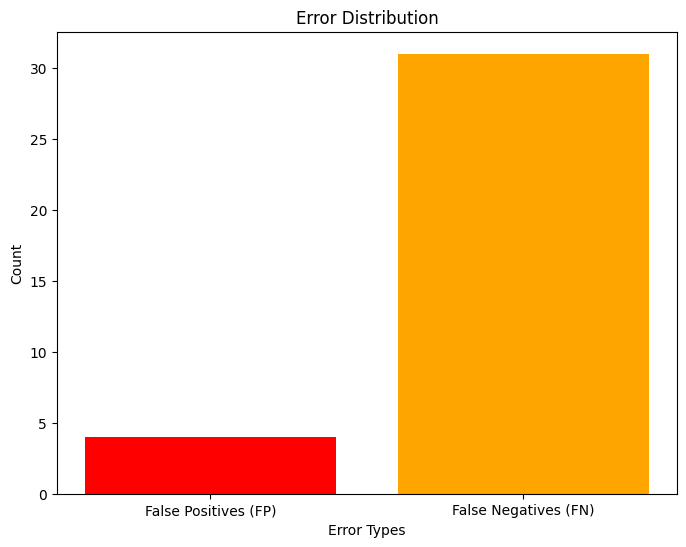 Error Distribution
30
25
20
15
10
5
0
Count
False Positives (FP)
False Negatives (FN)
Error Types